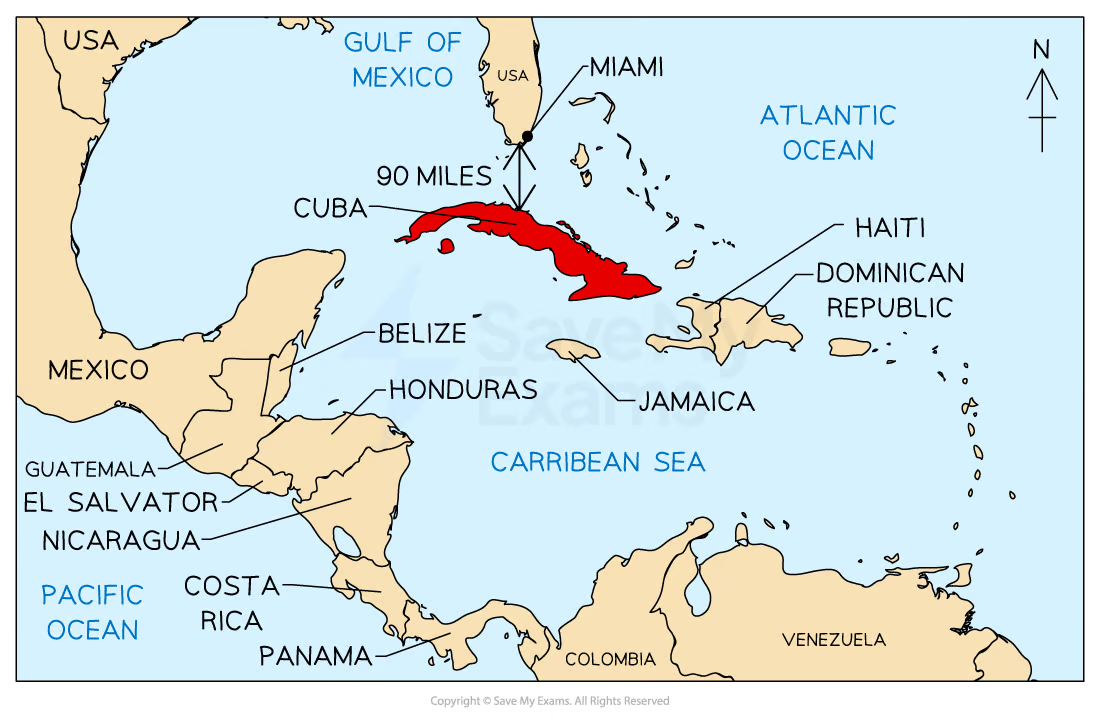 USA
GULF OF
MEXICO
USA
MIAMI
N
ATLANTIC
OCEAN
90 MILES
CUBA
HAITI
DOMINICAN
REPUBLIC
BELIZE
MEXICO
HONDURAS
JAMAICA
SaveMy
Exams
CARRIBEAN SEA
GUATEMALA
EL SALVATOR
NICARAGUA
COSTA
RICA
PACIFIC
OCEAN
PANAMA
COLOMBIA
VENEZUELA
Copyright © Save My Exams. All Rights Reserved